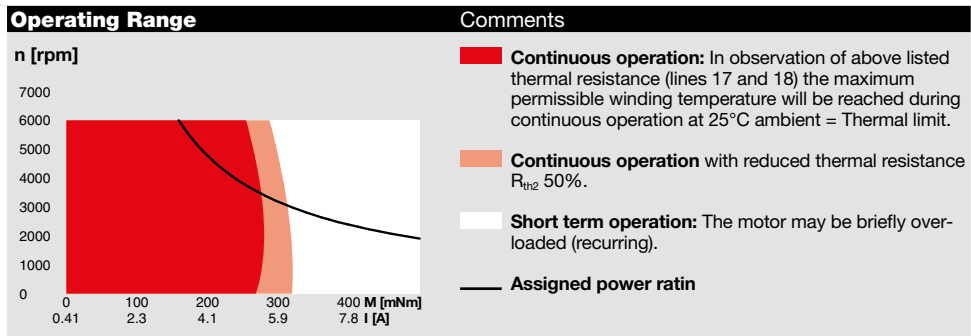 Operating Range
Comments
n [rpm]
7000
6000
5000
4000
3000
2000
1000
0
0 100 200 300 400 M [mNm]
0.41 2.3 4.1 5.9 7.8 I [A]
Continuous operation: In observation of above listed
thermal resistance (lines 17 and 18) the maximum
permissible winding temperature will be reached during
continuous operation at 25°C ambient = Thermal limit.
Continuous operation with reduced thermal resistance
Rth2 50%.
Short term operation: The motor may be briefly over-
loaded (recurring).
Assigned power ratin